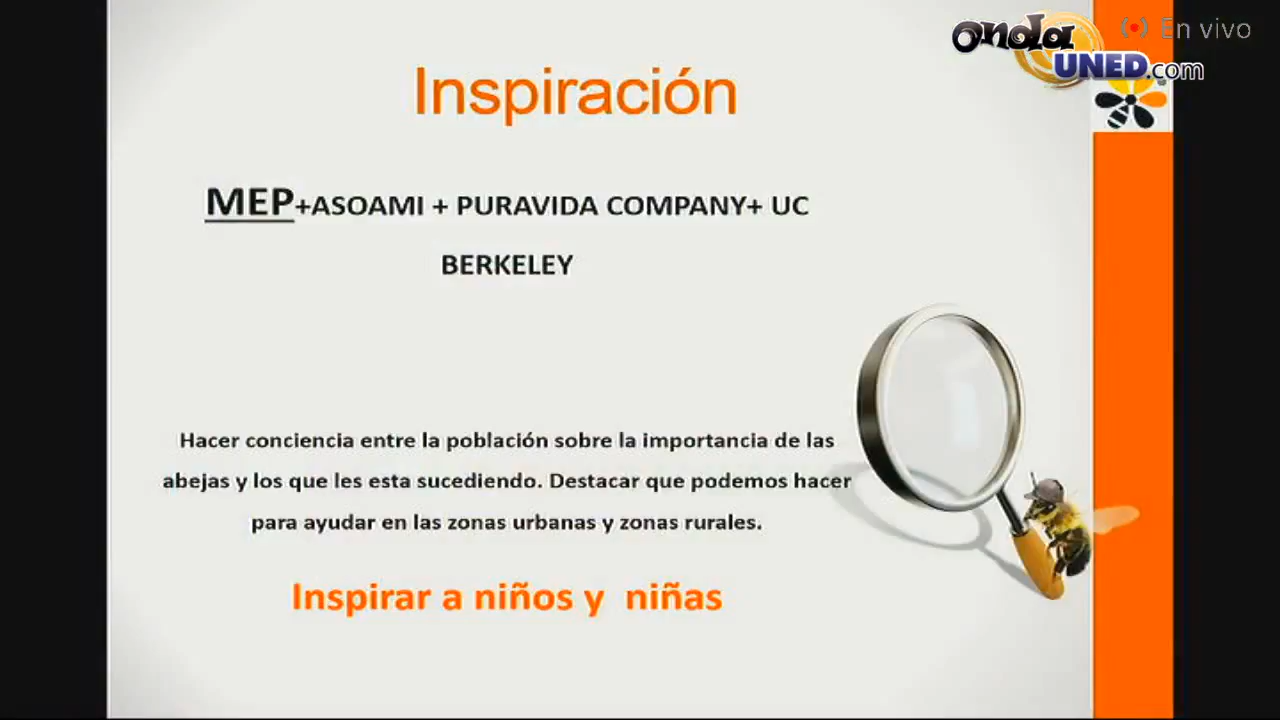 onda
UNED.com
En vivo
Inspiración
MEP+ASOAMI + PURAVIDA COMPANY+ UC
BERKELEY
Hacer conciencia entre la población sobre la importancia de las
abejas y los que les esta sucediendo. Destacar que podemos hacer
para ayudar en las zonas urbanas y zonas rurales.
Inspirar a niños y niñas